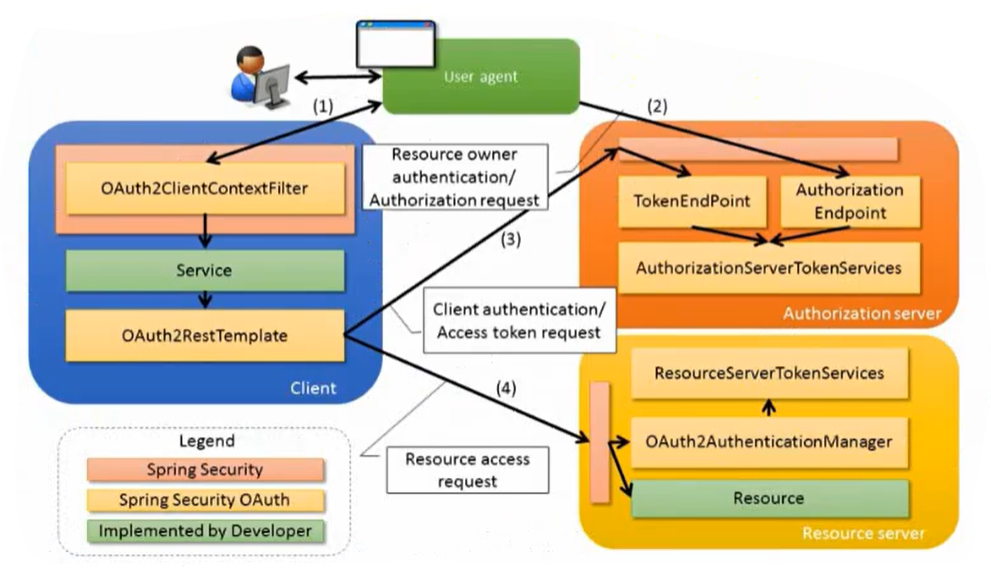 User agent
(1)
(2)
OAuth2ClientContextFilter
Service
OAuth2RestTemplate
Client
Resource owner
authentication/
Authorization request
(3)
Client authentication/
Access token request
(4)
Resource access
request
TokenEndPoint
Authorization
Endpoint
AuthorizationServerTokenServices
Authorization server
ResourceServerTokenServices
OAuth2AuthenticationManager
Resource
Resource server
Legend
Spring Security
Spring Security OAuth
Implemented by Developer